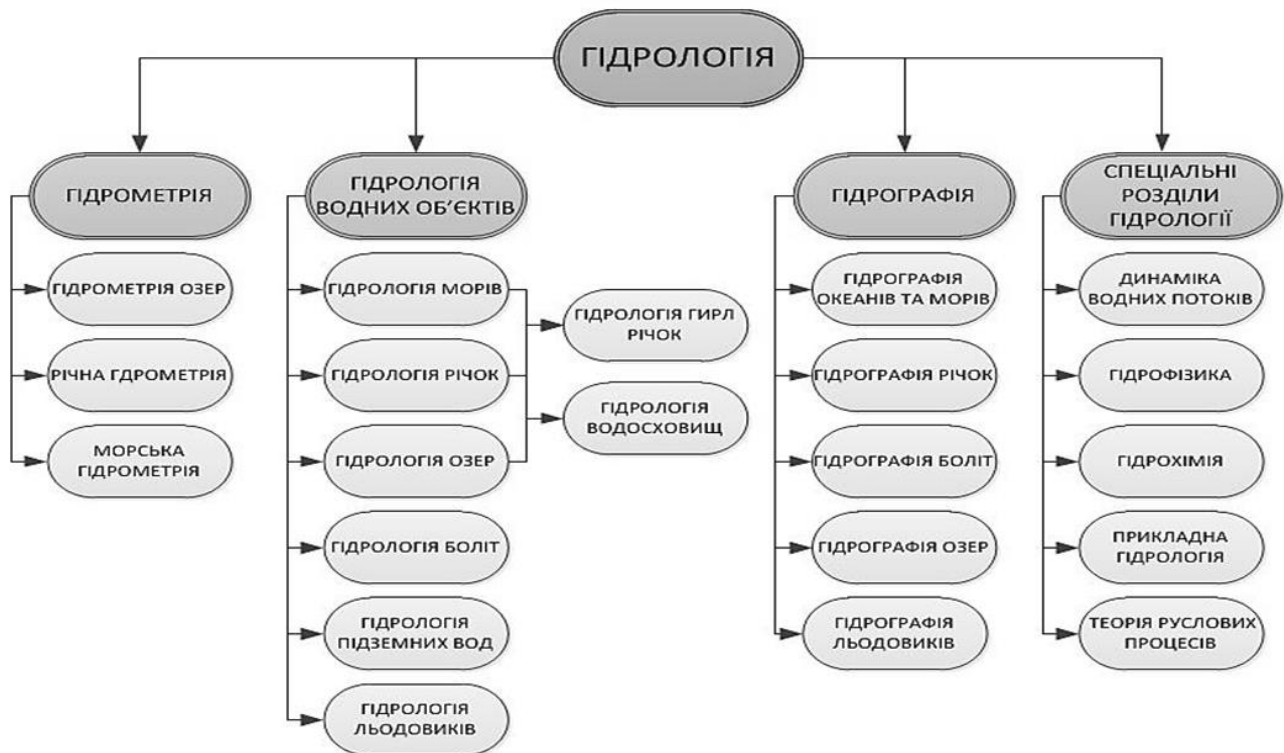 ГІДРОЛОГІЯ
ГІДРОМЕТРІЯ
ГІДРОМЕТРІЯ ОЗЕР
РІЧНА ГДРОМЕТРІЯ
МОРСЬКА
ГІДРОМЕТРІЯ
ГІДРОЛОГІЯ
ВОДНИХ ОБ’ЄКТІВ
ГІДРОЛОГІЯ МОРІВ
ГІДРОЛОГІЯ РІЧОК
ГІДРОЛОГІЯ ОЗЕР
ГІДРОЛОГІЯ БОЛІТ
ГІДРОЛОГІЯ
ПІДЗЕМНИХ ВОД
ГІДРОЛОГІЯ
ЛЬОДОВИКІВ
ГІДРОЛОГІЯ ГИРЛ
РІЧОК
ГІДРОЛОГІЯ
ВОДОСХОВИЩ
ГІДРОГРАФІЯ
ГІДРОГРАФІЯ
ОКЕАНІВ ТА МОРІВ
ГІДРОГРАФІЯ РІЧОК
ГІДРОГРАФІЯ БОЛІТ
ГІДРОГРАФІЯ ОЗЕР
ГІДРОГРАФІЯ
ЛЬОДОВИКІВ
СПЕЦІАЛЬНІ
РОЗДІЛИ
ГІДРОЛОГІЇ
ДИНАМІКА
ВОДНИХ ПОТОКІВ
ГІДРОФІЗИКА
ГІДРОХІМІЯ
ПРИКЛАДНА
ГІДРОЛОГІЯ
ТЕОРІЯ РУСЛОВИХ
ПРОЦЕСІВ